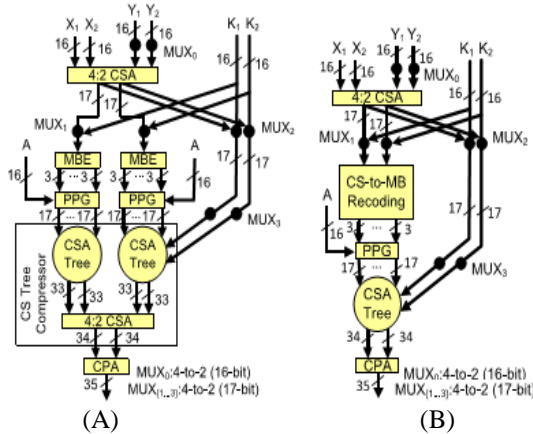 X1 X2 Y1 Y2 K1 K2
16 16 16 16
MUX0
16 16
4:2 CSA
17 17
MUX1 MUX2
A MBE MBE A
16 3 ... 3 3 ... 3 16
17 17
PPG PPG
17 ... 17 17 ... 17
MUX3
CS Tree Compressor
CSA Tree CSA Tree
33 33 33 33
4:2 CSA
34 34
CPA
35
MUX0:4-to-2 (16-bit)
MUX{1...3}:4-to-2 (17-bit)
(A)
X1 X2 Y1 Y2 K1 K2
16 16
MUX0
16 16
4:2 CSA
17 17
MUX1 MUX2
CS-to-MB
Recoding
A
16 3 ... 3
17 17
PPG
17 ... 17
MUX3
CSA
Tree
34 34
CPA
35
MUX0:4-to-2 (16-bit)
MUX{1...3}:4-to-2 (17-bit)
(B)